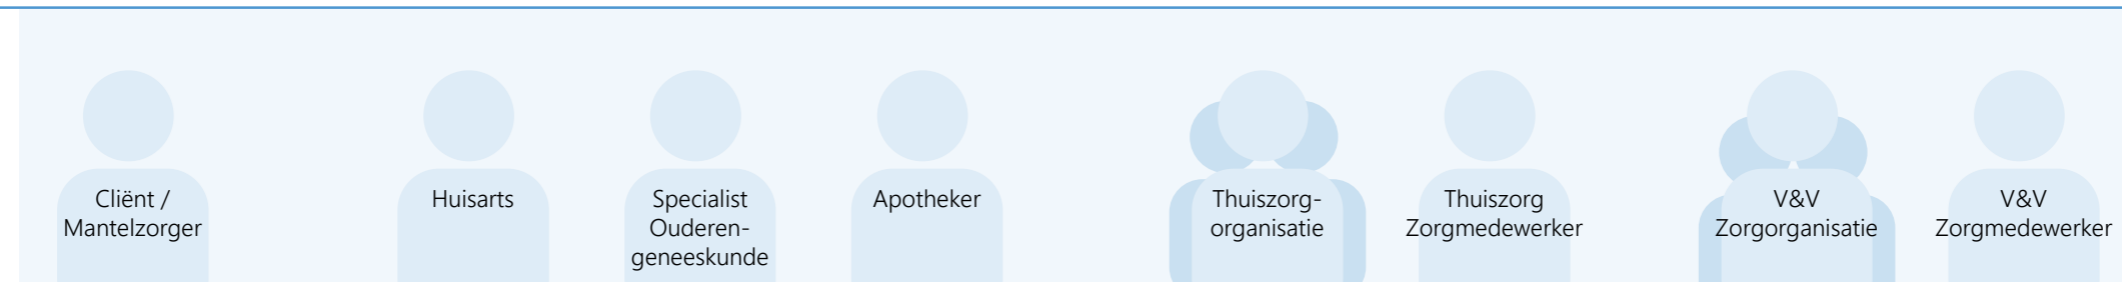 Cliënt /
Mantelzorger
Huisarts
Specialist
Ouderen-
geneeskunde
Apotheker
Thuiszorg-
organisatie
Thuiszorg
Zorgmedewerker
V&V
Zorgorganisatie
V&V
Zorgmedewerker